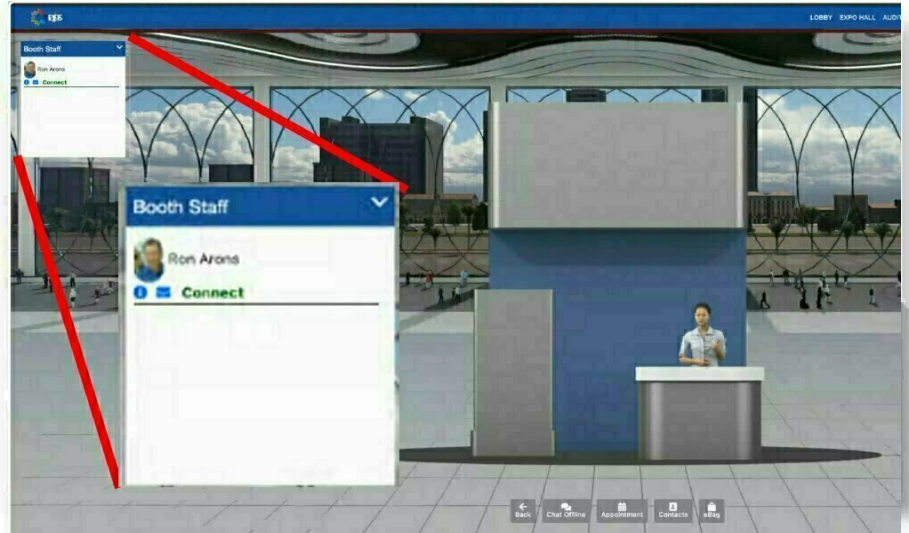 LOBBY EXPO HALL
Booth Staff
Ron Arons
Connect
Booth Staff
Ron Arons
Connect
Back Chat Offline Appointment Contacts eBag